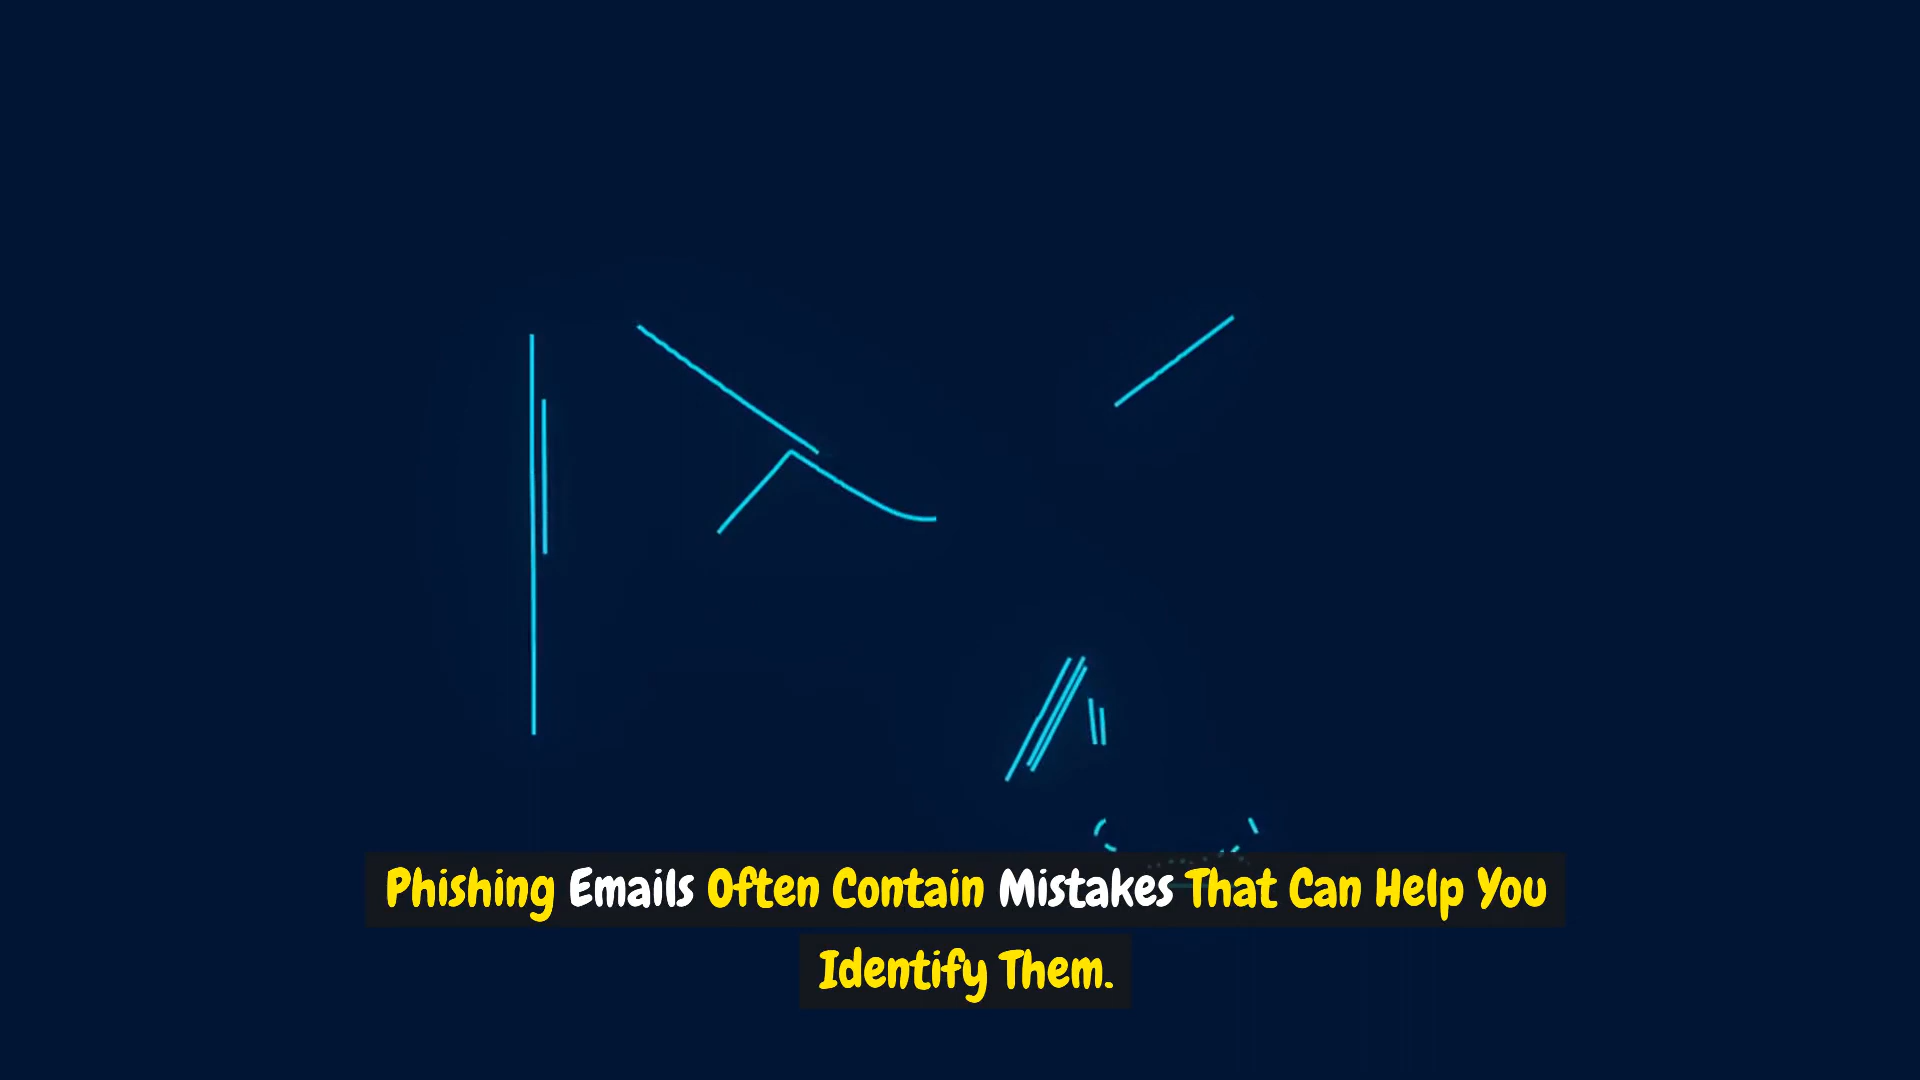 Phishing Emails Often Contain Mistakes That Can Help You
Identify Them.